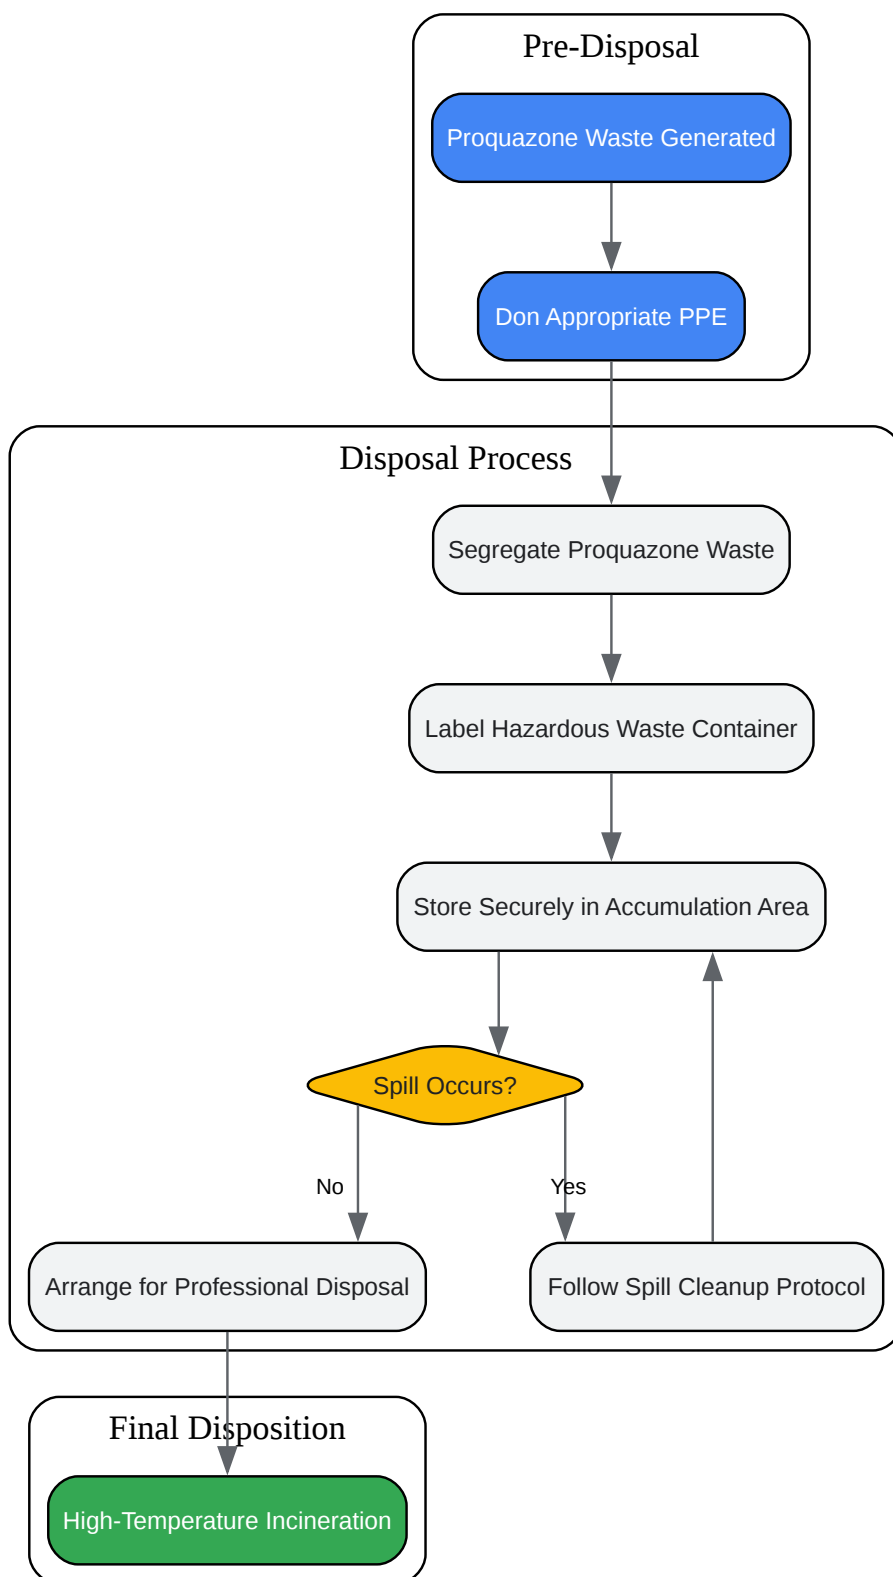 Pre-Disposal
Proquazone Waste Generated
Don Appropriate PPE
Disposal Process
Segregate Proquazone Waste
Label Hazardous Waste Container
Store Securely in Accumulation Area
Spill Occurs?
No
Yes
Arrange for Professional Disposal
Follow Spill Cleanup Protocol
Final Disposition
High-Temperature Incineration